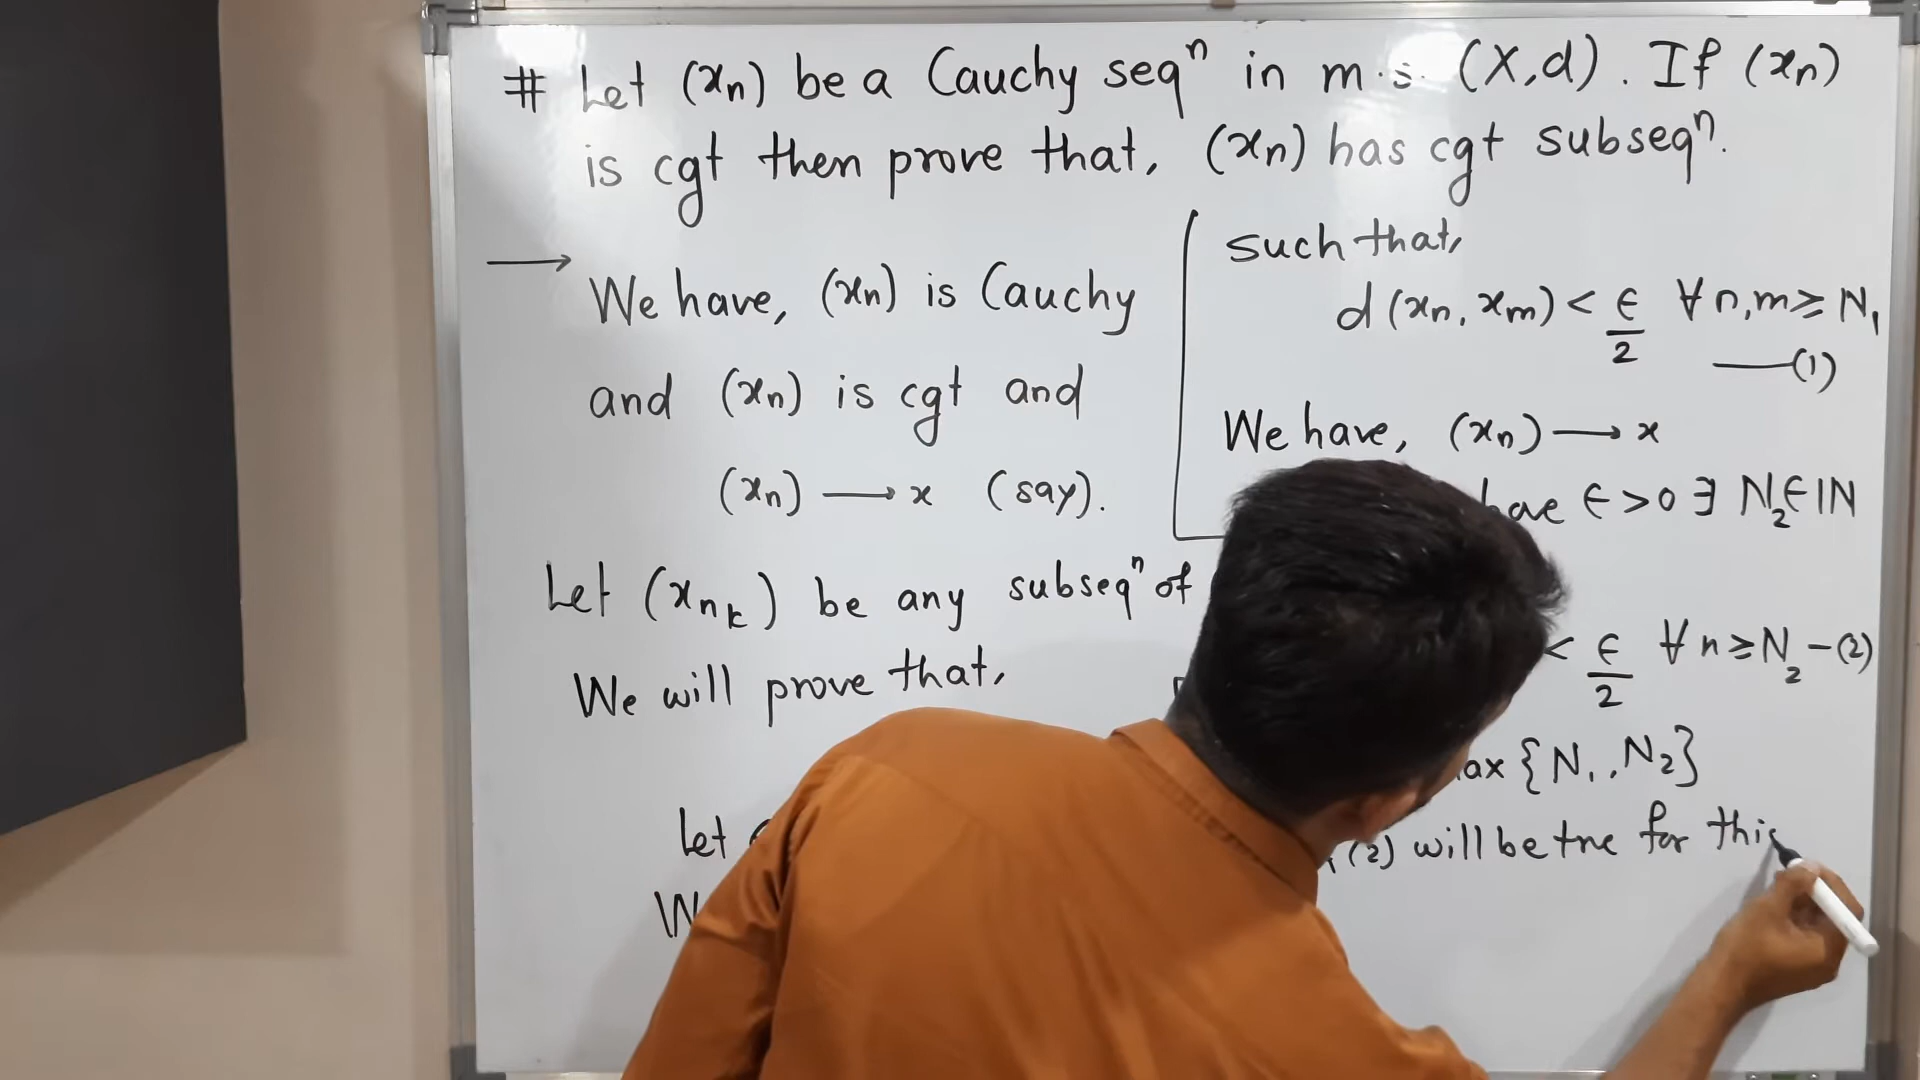 # Let (xₙ) be a Cauchy seqⁿ in m.s. (X,d). If (xₙ)
is cgt then prove that, (xₙ) has cgt subseqⁿ.
We have, (xₙ) is Cauchy
and (xₙ) is cgt and
(xₙ) ⟶ x (say).
Let (xₙₖ) be any subseqⁿ of
We will prove that,
Let
such that,
d(xₙ, xₘ) < ϵ/2 ∀ n,m ≥ N₁
—(1)
We have, (xₙ) ⟶ x
ϵ > 0 ∃ N₂ ∈ ℕ
< ϵ/2 ∀ n ≥ N₂ –(2)
{N₁, N₂}
(2) will be true for this